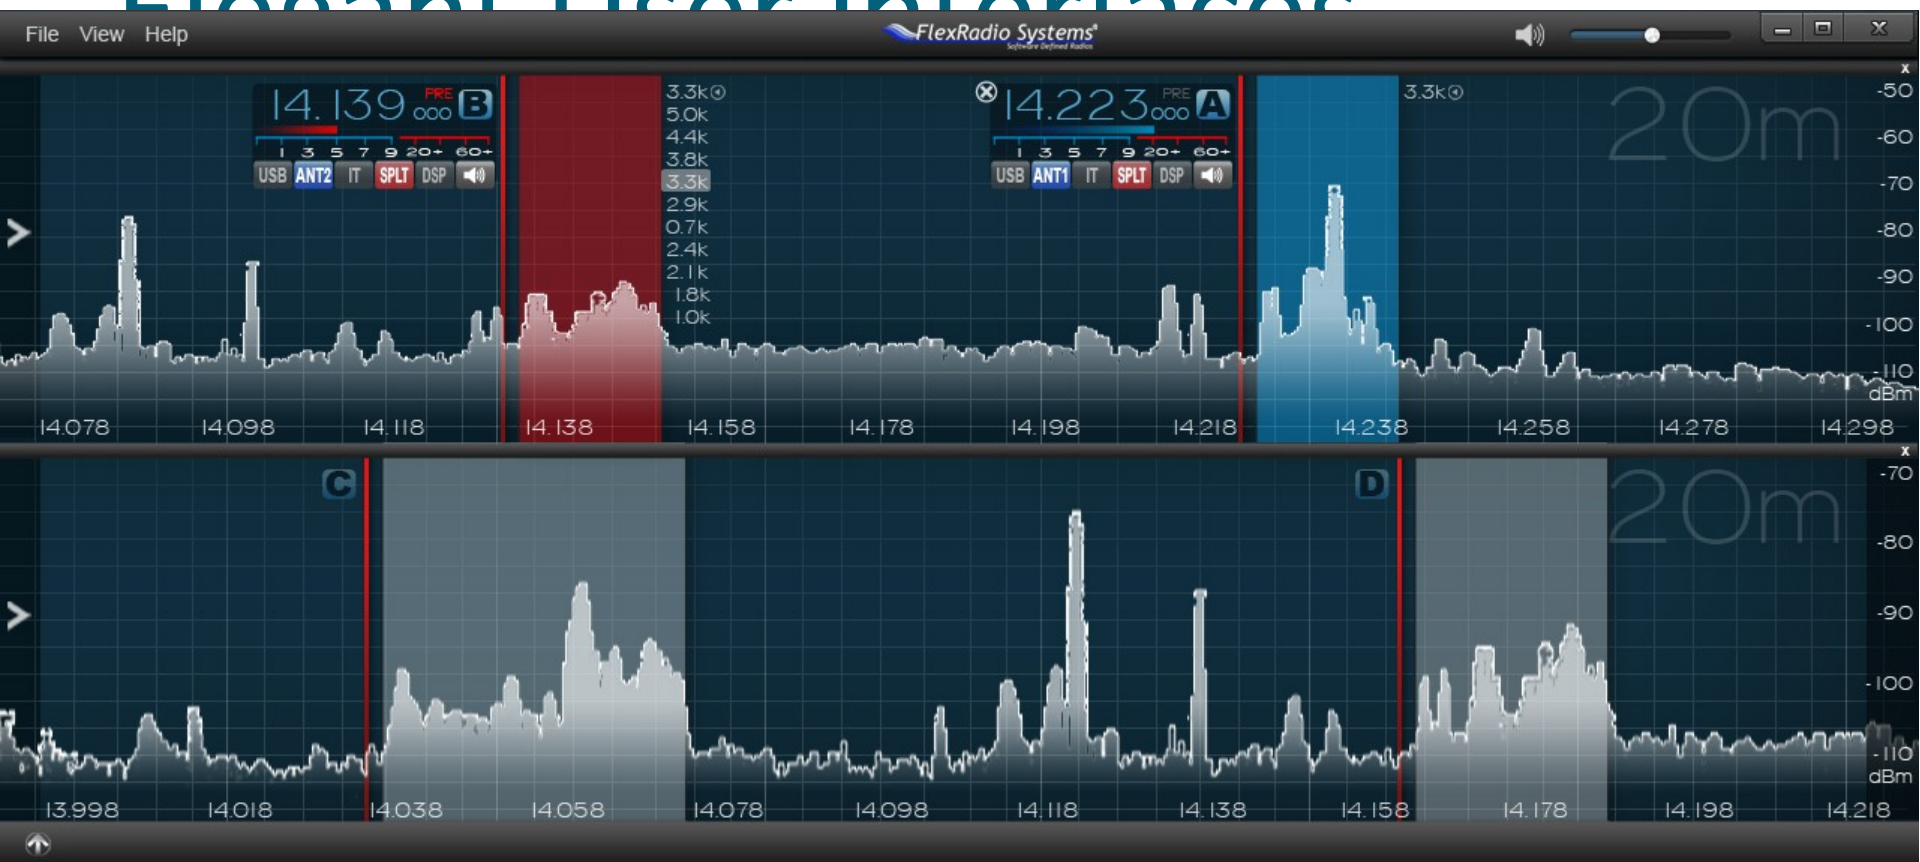 Elegant User Interfaces
File View Help
FlexRadio Systems®
Software Defined Radios
x
14.139 000 PRE B
1 3 5 7 9 20+ 60+
USB ANT2 IT SPLT DSP
3.3k
5.0k
4.4k
3.8k
3.3k
2.9k
0.7k
2.4k
2.1k
1.8k
1.0k
14.223 000 PRE A
1 3 5 7 9 20+ 60+
USB ANT1 IT SPLT DSP
3.3k
20m
-50
-60
-70
-80
-90
-100
-110
dBm
14.078 14.098 14.118 14.138 14.158 14.178 14.198 14.218 14.238 14.258 14.278 14.298
x
C
D
20m
-70
-80
-90
-100
-110
dBm
13.998 14.018 14.038 14.058 14.078 14.098 14.118 14.138 14.158 14.178 14.198 14.218